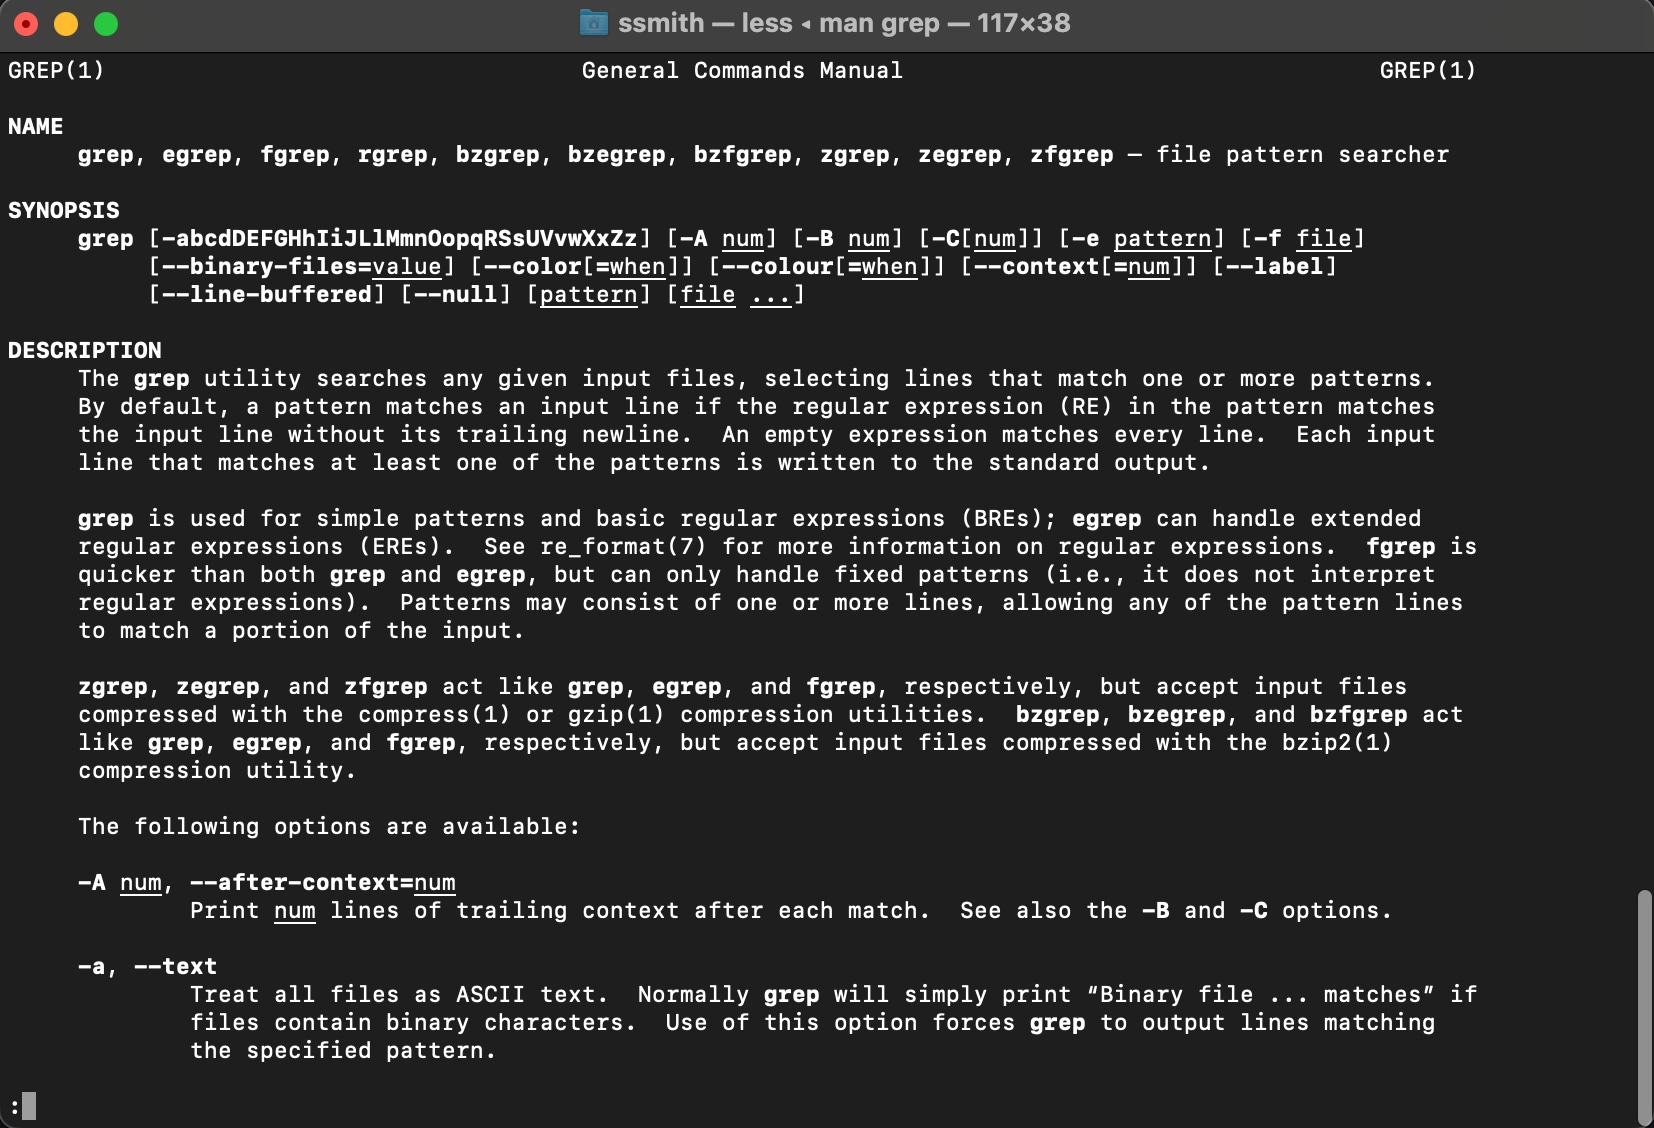 ssmith — less ◂ man grep — 117×38
GREP(1) General Commands Manual GREP(1)
NAME
grep, egrep, fgrep, rgrep, bzgrep, bzegrep, bzfgrep, zgrep, zegrep, zfgrep – file pattern searcher
SYNOPSIS
grep [-abcdDEFGHhIiJLlMmnOopqRSsUVvwXxZz] [-A num] [-B num] [-C[num]] [-e pattern] [-f file]
[--binary-files=value] [--color[=when]] [--colour[=when]] [--context[=num]] [--label]
[--line-buffered] [--null] [pattern] [file ...]
DESCRIPTION
The grep utility searches any given input files, selecting lines that match one or more patterns.
By default, a pattern matches an input line if the regular expression (RE) in the pattern matches
the input line without its trailing newline.  An empty expression matches every line.  Each input
line that matches at least one of the patterns is written to the standard output.
grep is used for simple patterns and basic regular expressions (BREs); egrep can handle extended
regular expressions (EREs).  See re_format(7) for more information on regular expressions.  fgrep is
quicker than both grep and egrep, but can only handle fixed patterns (i.e., it does not interpret
regular expressions).  Patterns may consist of one or more lines, allowing any of the pattern lines
to match a portion of the input.
zgrep, zegrep, and zfgrep act like grep, egrep, and fgrep, respectively, but accept input files
compressed with the compress(1) or gzip(1) compression utilities.  bzgrep, bzegrep, and bzfgrep act
like grep, egrep, and fgrep, respectively, but accept input files compressed with the bzip2(1)
compression utility.
The following options are available:
-A num, --after-context=num
Print num lines of trailing context after each match.  See also the -B and -C options.
-a, --text
Treat all files as ASCII text.  Normally grep will simply print “Binary file ... matches” if
files contain binary characters.  Use of this option forces grep to output lines matching
the specified pattern.
: